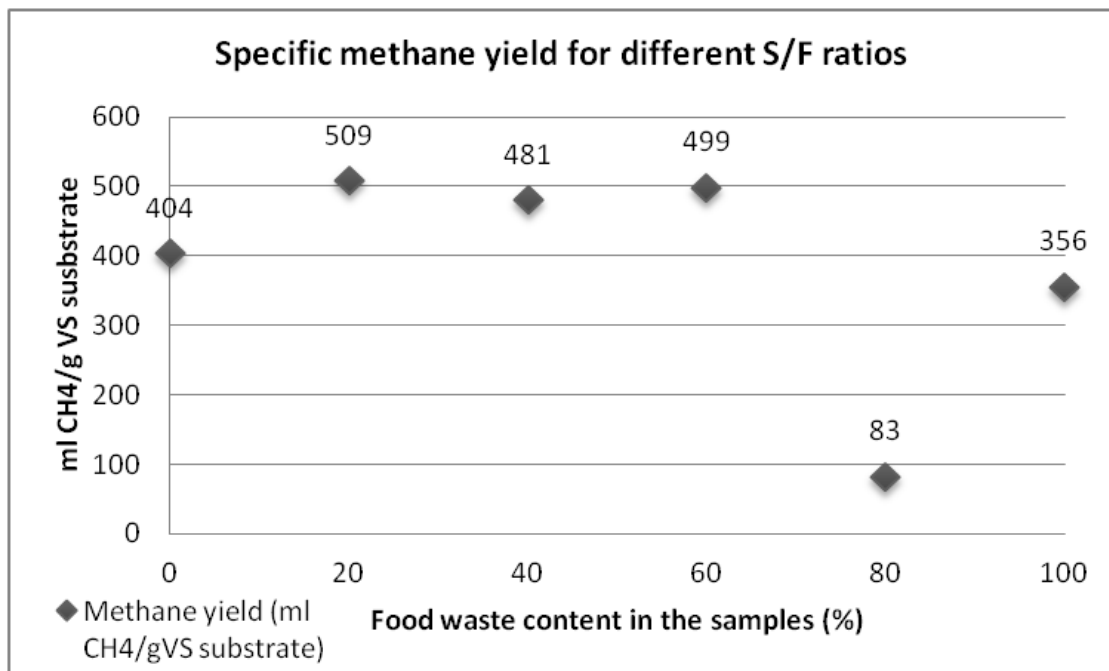 Specific methane yield for different S/F ratios
ml CH4/g VS susbstrate
600
500
400
300
200
100
0
404
509
481
499
83
356
0 20 40 60 80 100
Food waste content in the samples (%)
Methane yield (ml
CH4/gVS substrate)